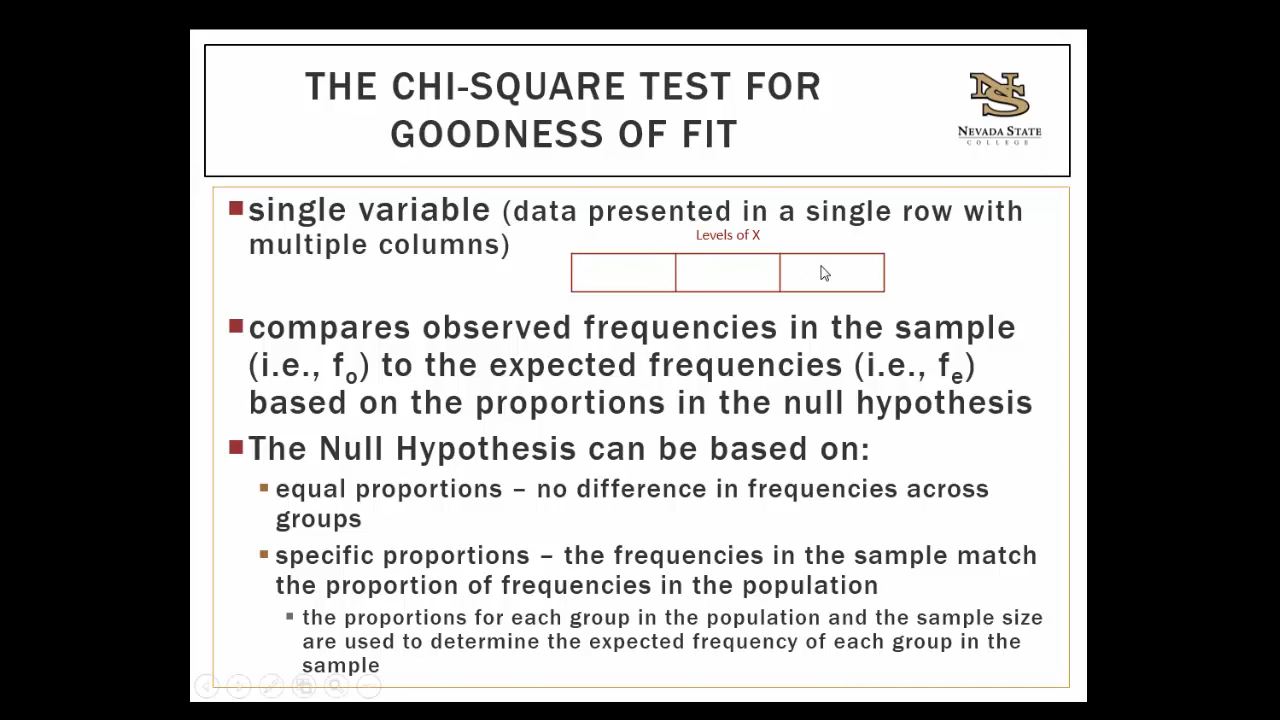 THE CHI-SQUARE TEST FOR
GOODNESS OF FIT
NS
NEVADA STATE
COLLEGE
single variable (data presented in a single row with
multiple columns)
Levels of X
compares observed frequencies in the sample
(i.e., fo) to the expected frequencies (i.e., fe)
based on the proportions in the null hypothesis
The Null Hypothesis can be based on:
equal proportions – no difference in frequencies across
groups
specific proportions – the frequencies in the sample match
the proportion of frequencies in the population
the proportions for each group in the population and the sample size
are used to determine the expected frequency of each group in the
sample